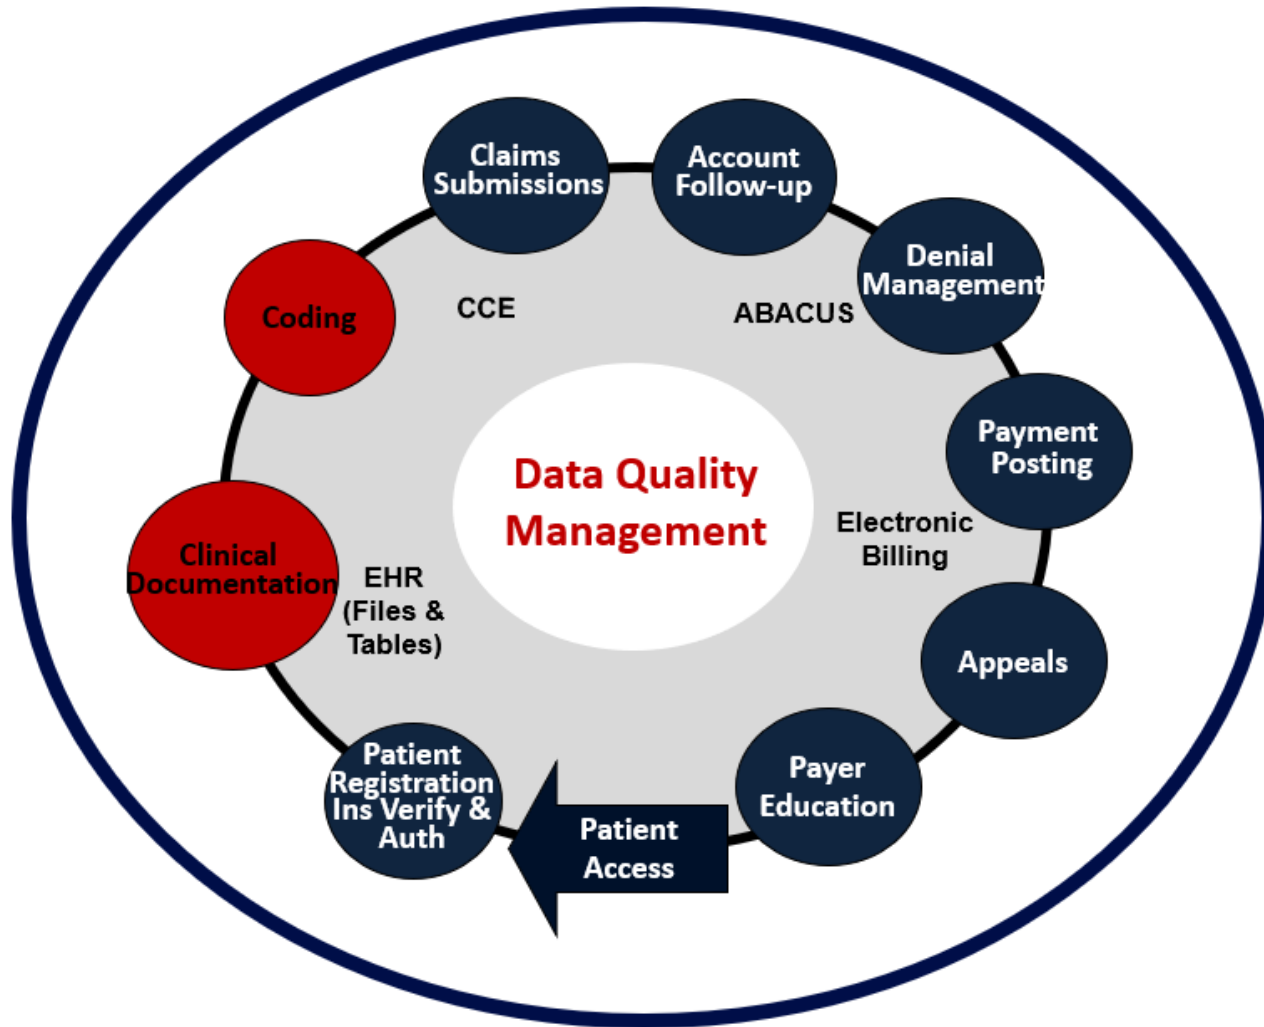 Claims
Submissions
Account
Follow-up
Denial
Management
Coding
CCE
ABACUS
Payment
Posting
Data Quality
Management
Electronic
Billing
Clinical
Documentation
EHR
(Files &
Tables)
Appeals
Patient
Registration
Ins Verify &
Auth
Patient
Access
Payer
Education